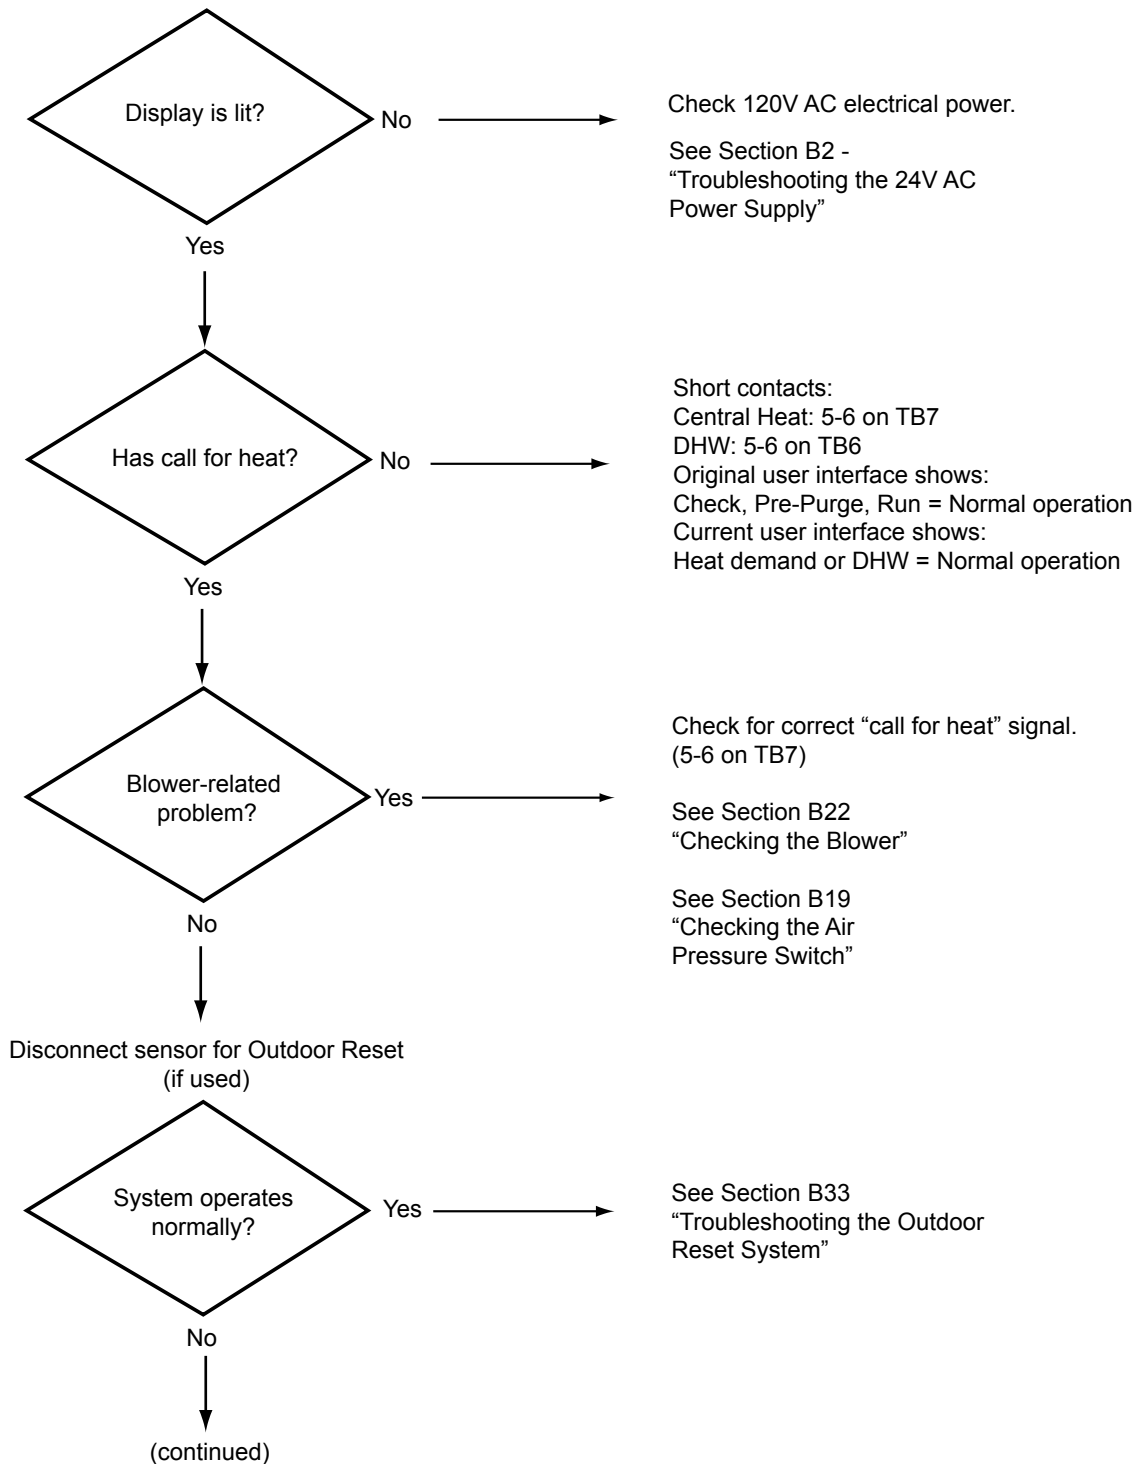 Display is lit?
No
Check 120V AC electrical power.
See Section B2 -
“Troubleshooting the 24V AC
Power Supply”
Yes
Has call for heat?
No
Short contacts:
Central Heat: 5-6 on TB7
DHW: 5-6 on TB6
Original user interface shows:
Check, Pre-Purge, Run = Normal operation
Current user interface shows:
Heat demand or DHW = Normal operation
Yes
Blower-related
problem?
Yes
Check for correct “call for heat” signal.
(5-6 on TB7)
See Section B22
“Checking the Blower”
See Section B19
“Checking the Air
Pressure Switch”
No
Disconnect sensor for Outdoor Reset
(if used)
System operates
normally?
Yes
See Section B33
“Troubleshooting the Outdoor
Reset System”
No
(continued)